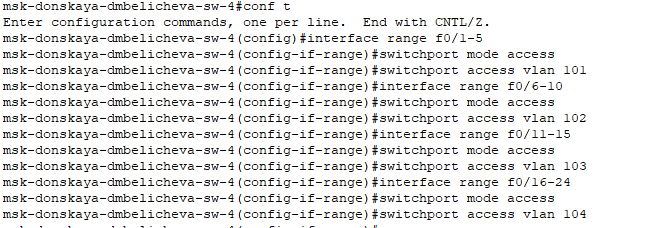 msk-donskaya-dmbelicheva-sw-4#conf t
Enter configuration commands, one per line.  End with CNTL/Z.
msk-donskaya-dmbelicheva-sw-4(config)#interface range f0/1-5
msk-donskaya-dmbelicheva-sw-4(config-if-range)#switchport mode access
msk-donskaya-dmbelicheva-sw-4(config-if-range)#switchport access vlan 101
msk-donskaya-dmbelicheva-sw-4(config-if-range)#interface range f0/6-10
msk-donskaya-dmbelicheva-sw-4(config-if-range)#switchport mode access
msk-donskaya-dmbelicheva-sw-4(config-if-range)#switchport access vlan 102
msk-donskaya-dmbelicheva-sw-4(config-if-range)#interface range f0/11-15
msk-donskaya-dmbelicheva-sw-4(config-if-range)#switchport mode access
msk-donskaya-dmbelicheva-sw-4(config-if-range)#switchport access vlan 103
msk-donskaya-dmbelicheva-sw-4(config-if-range)#interface range f0/16-24
msk-donskaya-dmbelicheva-sw-4(config-if-range)#switchport mode access
msk-donskaya-dmbelicheva-sw-4(config-if-range)#switchport access vlan 104